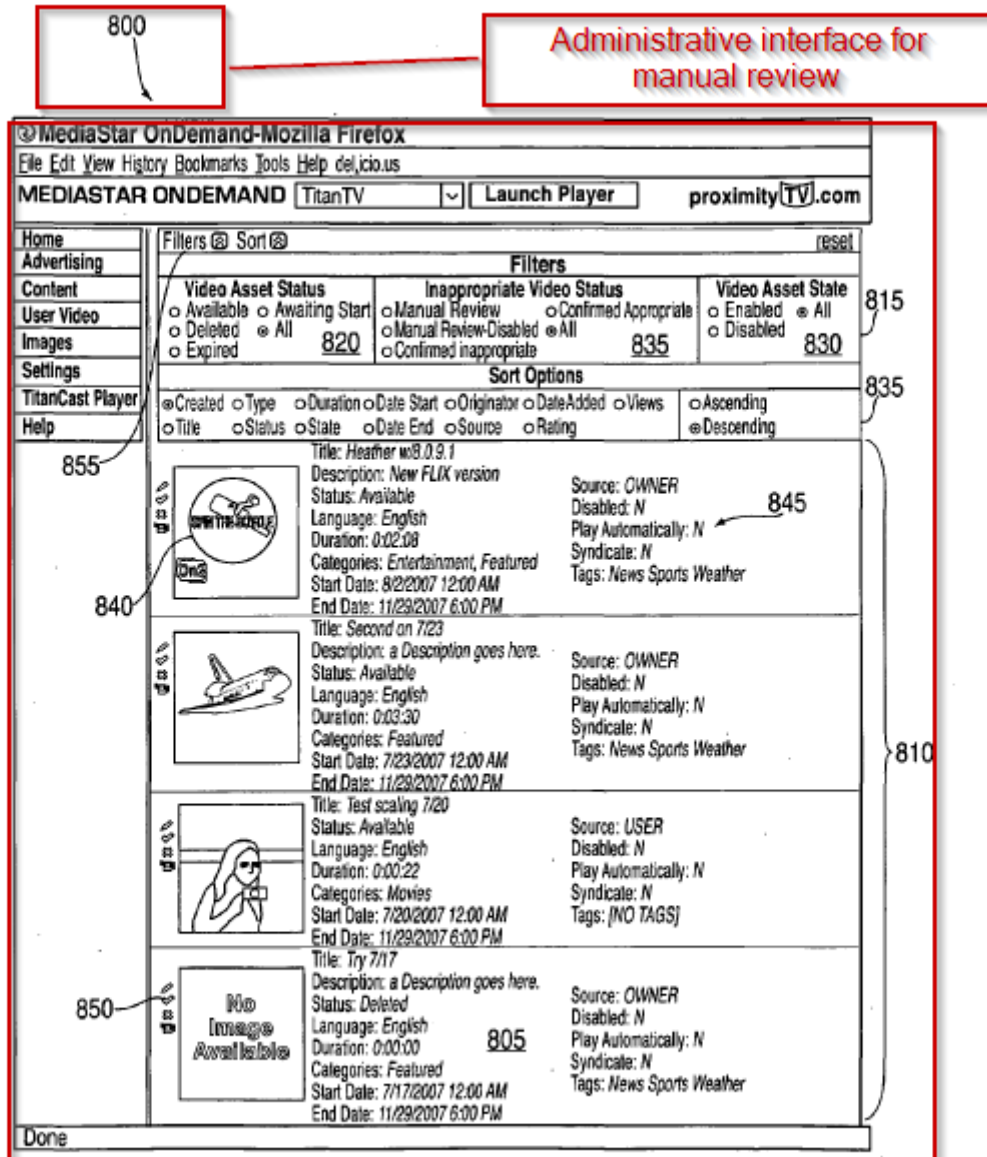 800
Administrative interface for
manual review
MediaStar OnDemand-Mozilla Firefox
File Edit View History Bookmarks Tools Help del,icio.us
MEDIASTAR ONDEMAND TitanTV Launch Player proximityTV.com
Home
Advertising
Content
User Video
Images
Settings
TitanCast Player
Help
Filters Sort reset
Filters
Video Asset Status
Available Awaiting Start
Deleted All
Expired
820
Inappropriate Video Status
Manual Review Confirmed Appropriate
Manual Review-Disabled All
Confirmed inappropriate
835
Video Asset State
Enabled All
Disabled
830
815
Sort Options
Created Type Duration Date Start Originator DateAdded Views Ascending
Title Status State Date End Source Rating Descending
835
855
Title: Heather w/8.0.9.1
Description: New FLIX version
Status: Available
Language: English
Duration: 0:02:08
Categories: Entertainment, Featured
Start Date: 8/2/2007 12:00 AM
End Date: 11/29/2007 6:00 PM
Source: OWNER
Disabled: N
Play Automatically: N
Syndicate: N
Tags: News Sports Weather
845
On2
840
Title: Second on 7/23
Description: a Description goes here.
Status: Available
Language: English
Duration: 0:03:30
Categories: Featured
Start Date: 7/23/2007 12:00 AM
End Date: 11/29/2007 6:00 PM
Source: OWNER
Disabled: N
Play Automatically: N
Syndicate: N
Tags: News Sports Weather
810
Title: Test scaling 7/20
Status: Available
Language: English
Duration: 0:00:22
Categories: Movies
Start Date: 7/20/2007 12:00 AM
End Date: 11/29/2007 6:00 PM
Source: USER
Disabled: N
Play Automatically: N
Syndicate: N
Tags: [NO TAGS]
850
No
Image
Available
Title: Try 7/17
Description: a Description goes here.
Status: Deleted
Language: English
Duration: 0:00:00
Categories: Featured
Start Date: 7/17/2007 12:00 AM
End Date: 11/29/2007 6:00 PM
805
Source: OWNER
Disabled: N
Play Automatically: N
Syndicate: N
Tags: News Sports Weather
Done